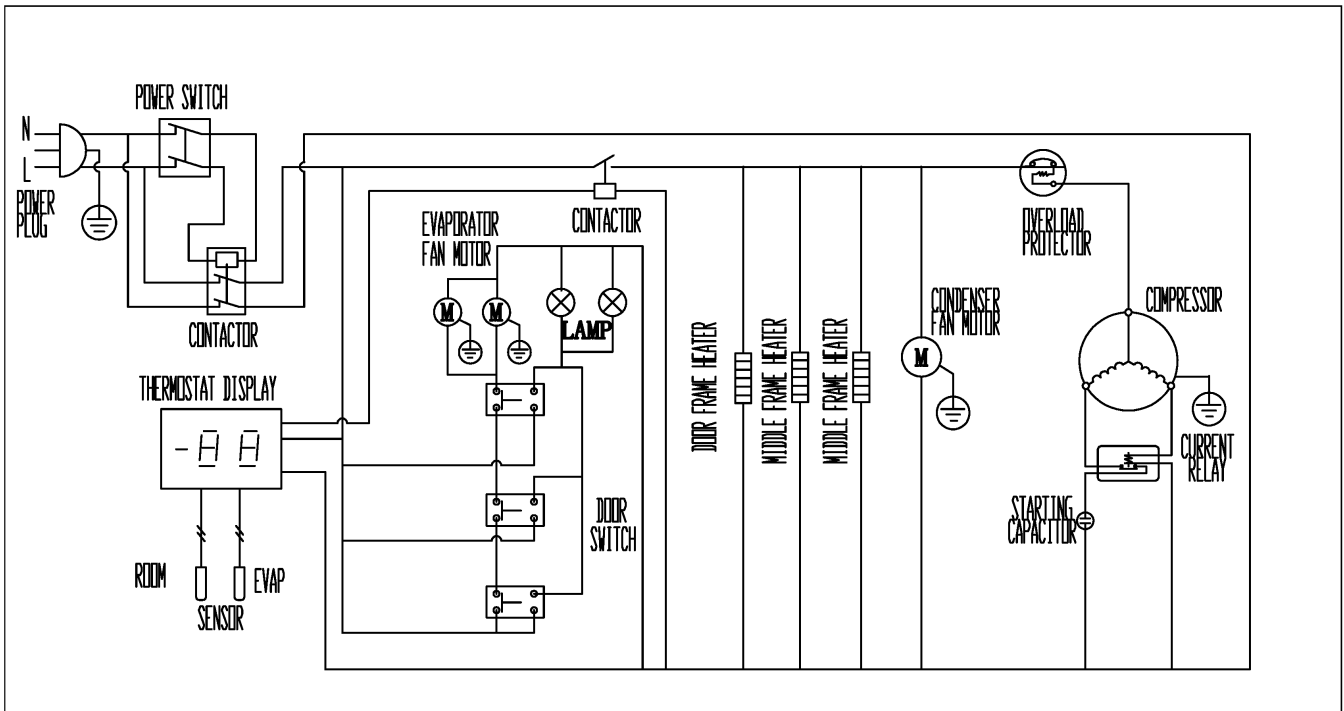 POWER SWITCH
N
L
POWER
PLUG
CONTACTOR
EVAPORATOR
FAN MOTOR
CONTACTOR
OVERLOAD
PROTECTOR
M
M
LAMP
CONDENSER
FAN MOTOR
M
COMPRESSOR
THERMOSTAT DISPLAY
DOOR FRAME HEATER
MIDDLE FRAME HEATER
MIDDLE FRAME HEATER
CURRENT
RELAY
DOOR
SWITCH
STARTING
CAPACITOR
ROOM
EVAP
SENSOR